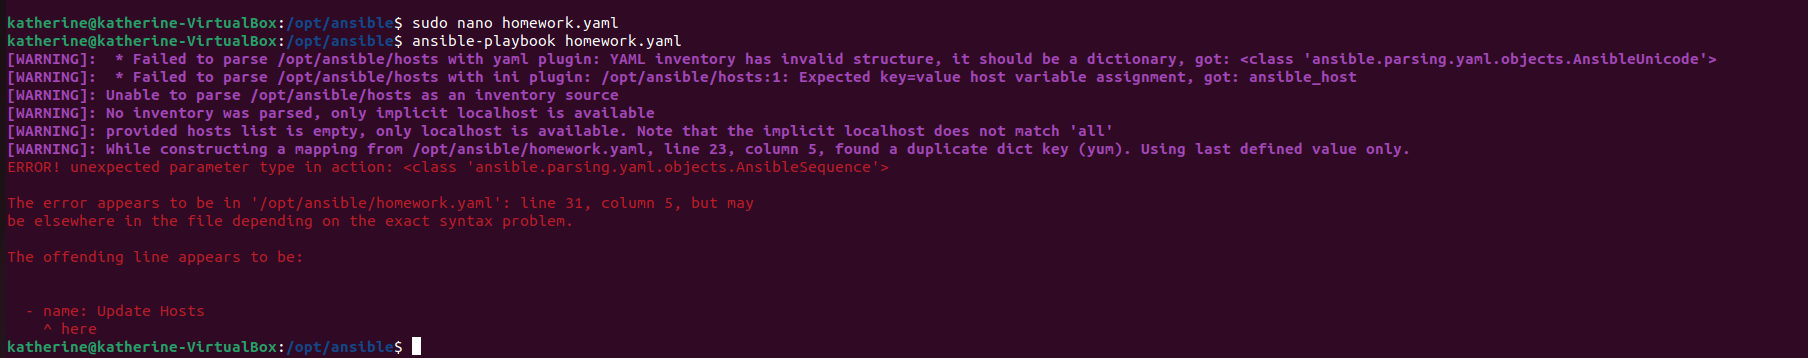 katherine@katherine-VirtualBox:/opt/ansible$ sudo nano homework.yaml
katherine@katherine-VirtualBox:/opt/ansible$ ansible-playbook homework.yaml
[WARNING]:  * Failed to parse /opt/ansible/hosts with yaml plugin: YAML inventory has invalid structure, it should be a dictionary, got: <class 'ansible.parsing.yaml.objects.AnsibleUnicode'>
[WARNING]:  * Failed to parse /opt/ansible/hosts with ini plugin: /opt/ansible/hosts:1: Expected key=value host variable assignment, got: ansible_host
[WARNING]: Unable to parse /opt/ansible/hosts as an inventory source
[WARNING]: No inventory was parsed, only implicit localhost is available
[WARNING]: provided hosts list is empty, only localhost is available. Note that the implicit localhost does not match 'all'
[WARNING]: While constructing a mapping from /opt/ansible/homework.yaml, line 23, column 5, found a duplicate dict key (yum). Using last defined value only.
ERROR! unexpected parameter type in action: <class 'ansible.parsing.yaml.objects.AnsibleSequence'>
The error appears to be in '/opt/ansible/homework.yaml': line 31, column 5, but may
be elsewhere in the file depending on the exact syntax problem.
The offending line appears to be:
- name: Update Hosts
^ here
katherine@katherine-VirtualBox:/opt/ansible$